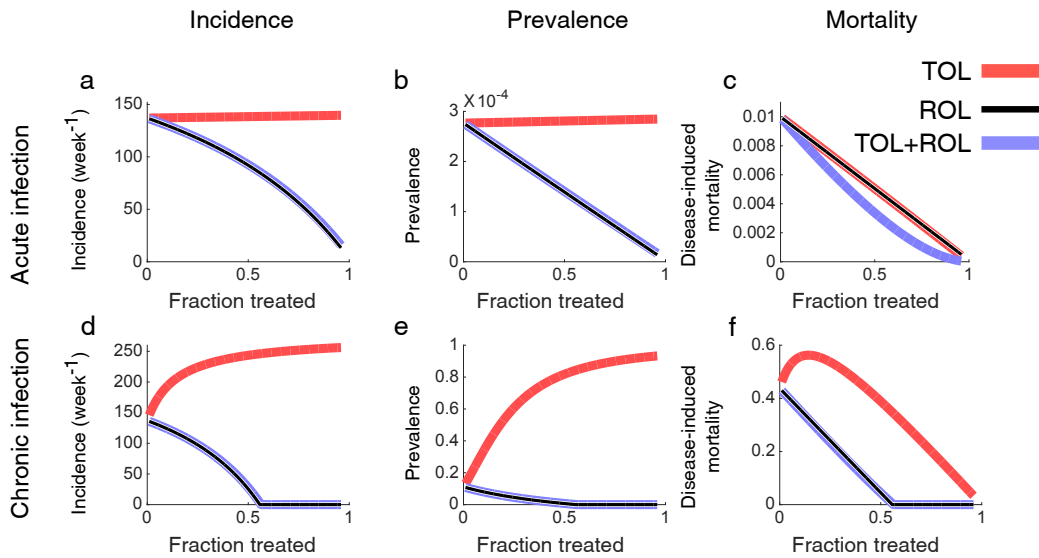 Incidence Prevalence Mortality
TOL
ROL
TOL+ROL
Acute infection
a
150
100
50
0
Incidence (week-1)
0 0.5 1
Fraction treated
b
X 10-4
3
2
1
0
Prevalence
0 0.5 1
Fraction treated
c
0.01
0.008
0.006
0.004
0.002
0
Disease-induced
mortality
0 0.5 1
Fraction treated
Chronic infection
d
250
200
150
100
50
0
Incidence (week-1)
0 0.5 1
Fraction treated
e
1
0.8
0.6
0.4
0.2
0
Prevalence
0 0.5 1
Fraction treated
f
0.6
0.4
0.2
0
Disease-induced
mortality
0 0.5 1
Fraction treated